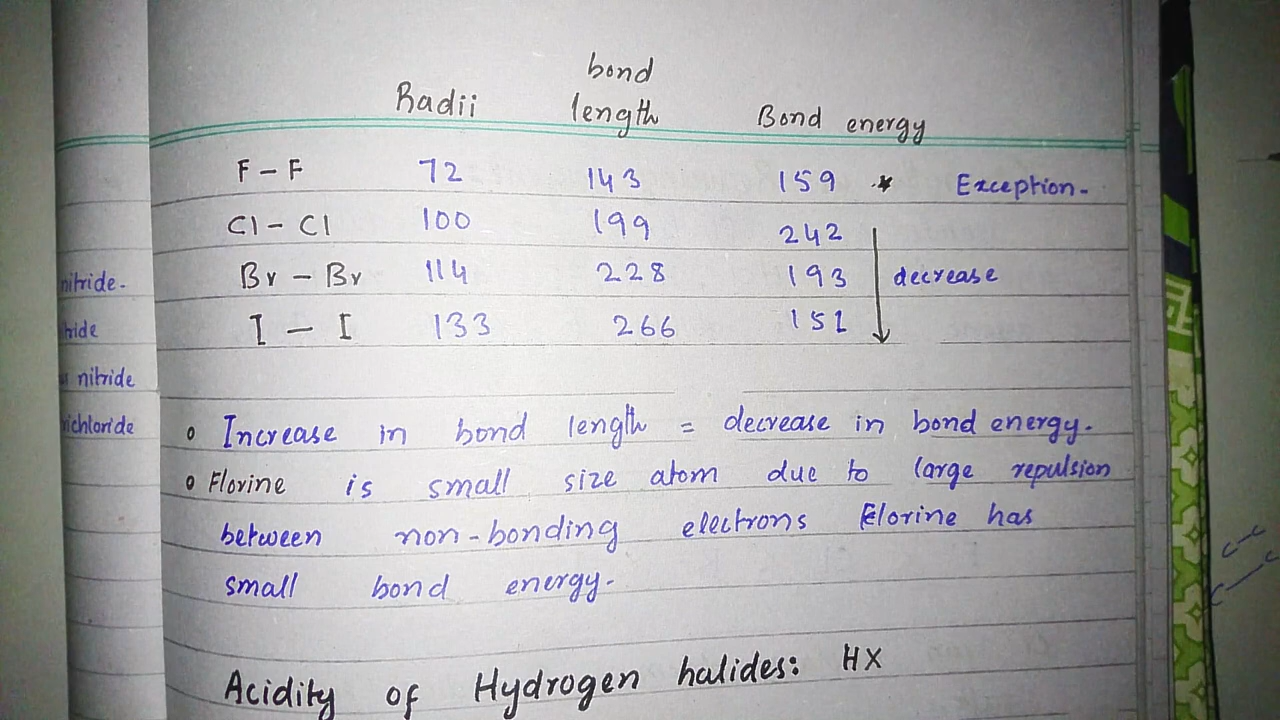 bond
Radii length Bond energy
F - F 72 143 159 * Exception.
Cl - Cl 100 199 242
Br - Br 114 228 193 decrease
I - I 133 266 151
Increase in bond length = decrease in bond energy.
Florine is small size atom due to large repulsion
between non-bonding electrons Florine has
small bond energy.
Acidity of Hydrogen halides: HX
nitride.
nitride